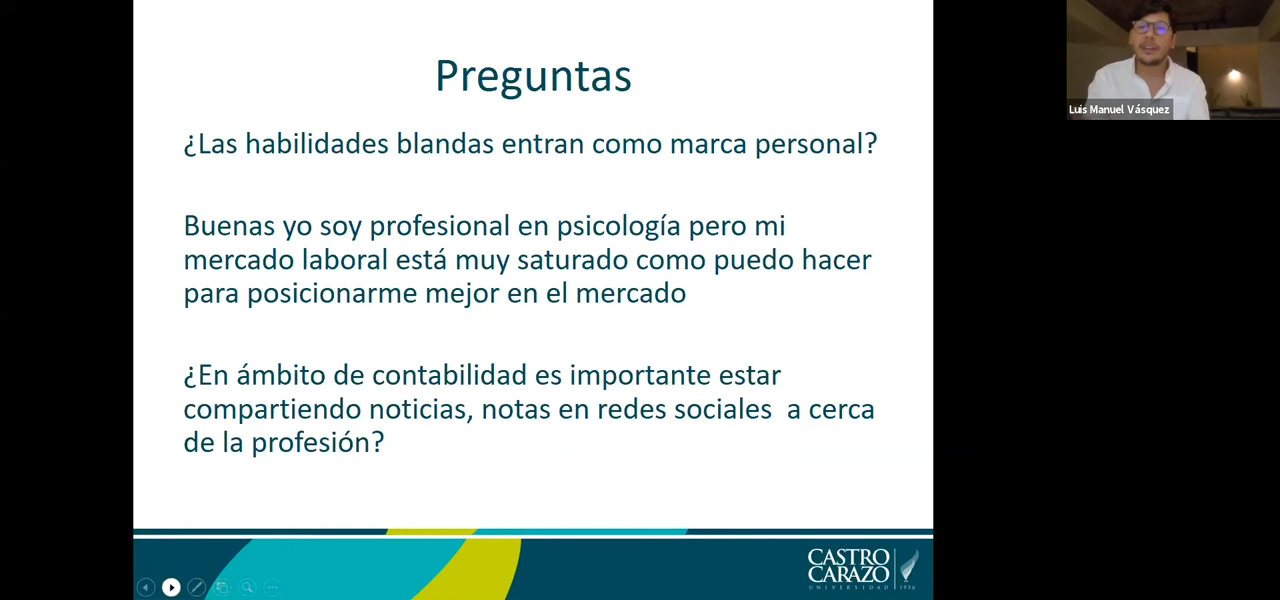 Preguntas
¿Las habilidades blandas entran como marca personal?
Buenas yo soy profesional en psicología pero mi
mercado laboral está muy saturado como puedo hacer
para posicionarme mejor en el mercado
¿En ámbito de contabilidad es importante estar
compartiendo noticias, notas en redes sociales  a cerca
de la profesión?
Luis Manuel Vásquez
CASTRO
CARAZO
UNIVERSIDAD
1936